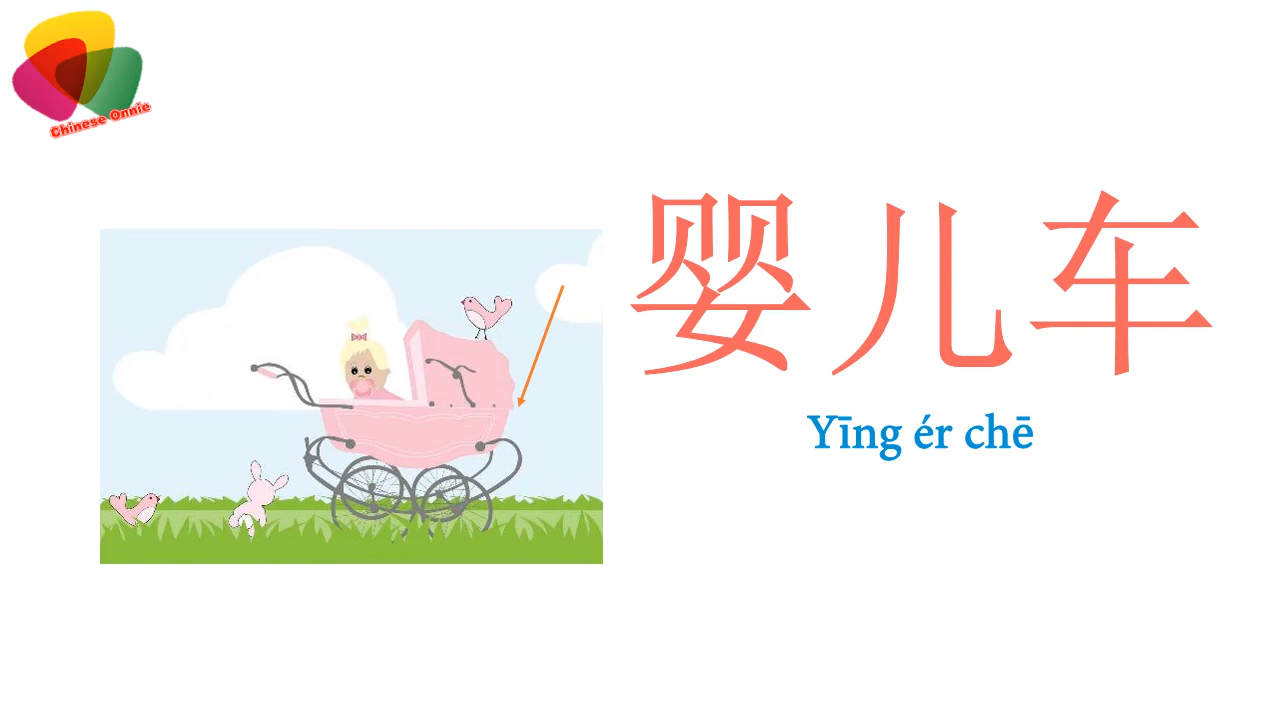 Chinese Onnie
婴儿车
Yīng ér chē